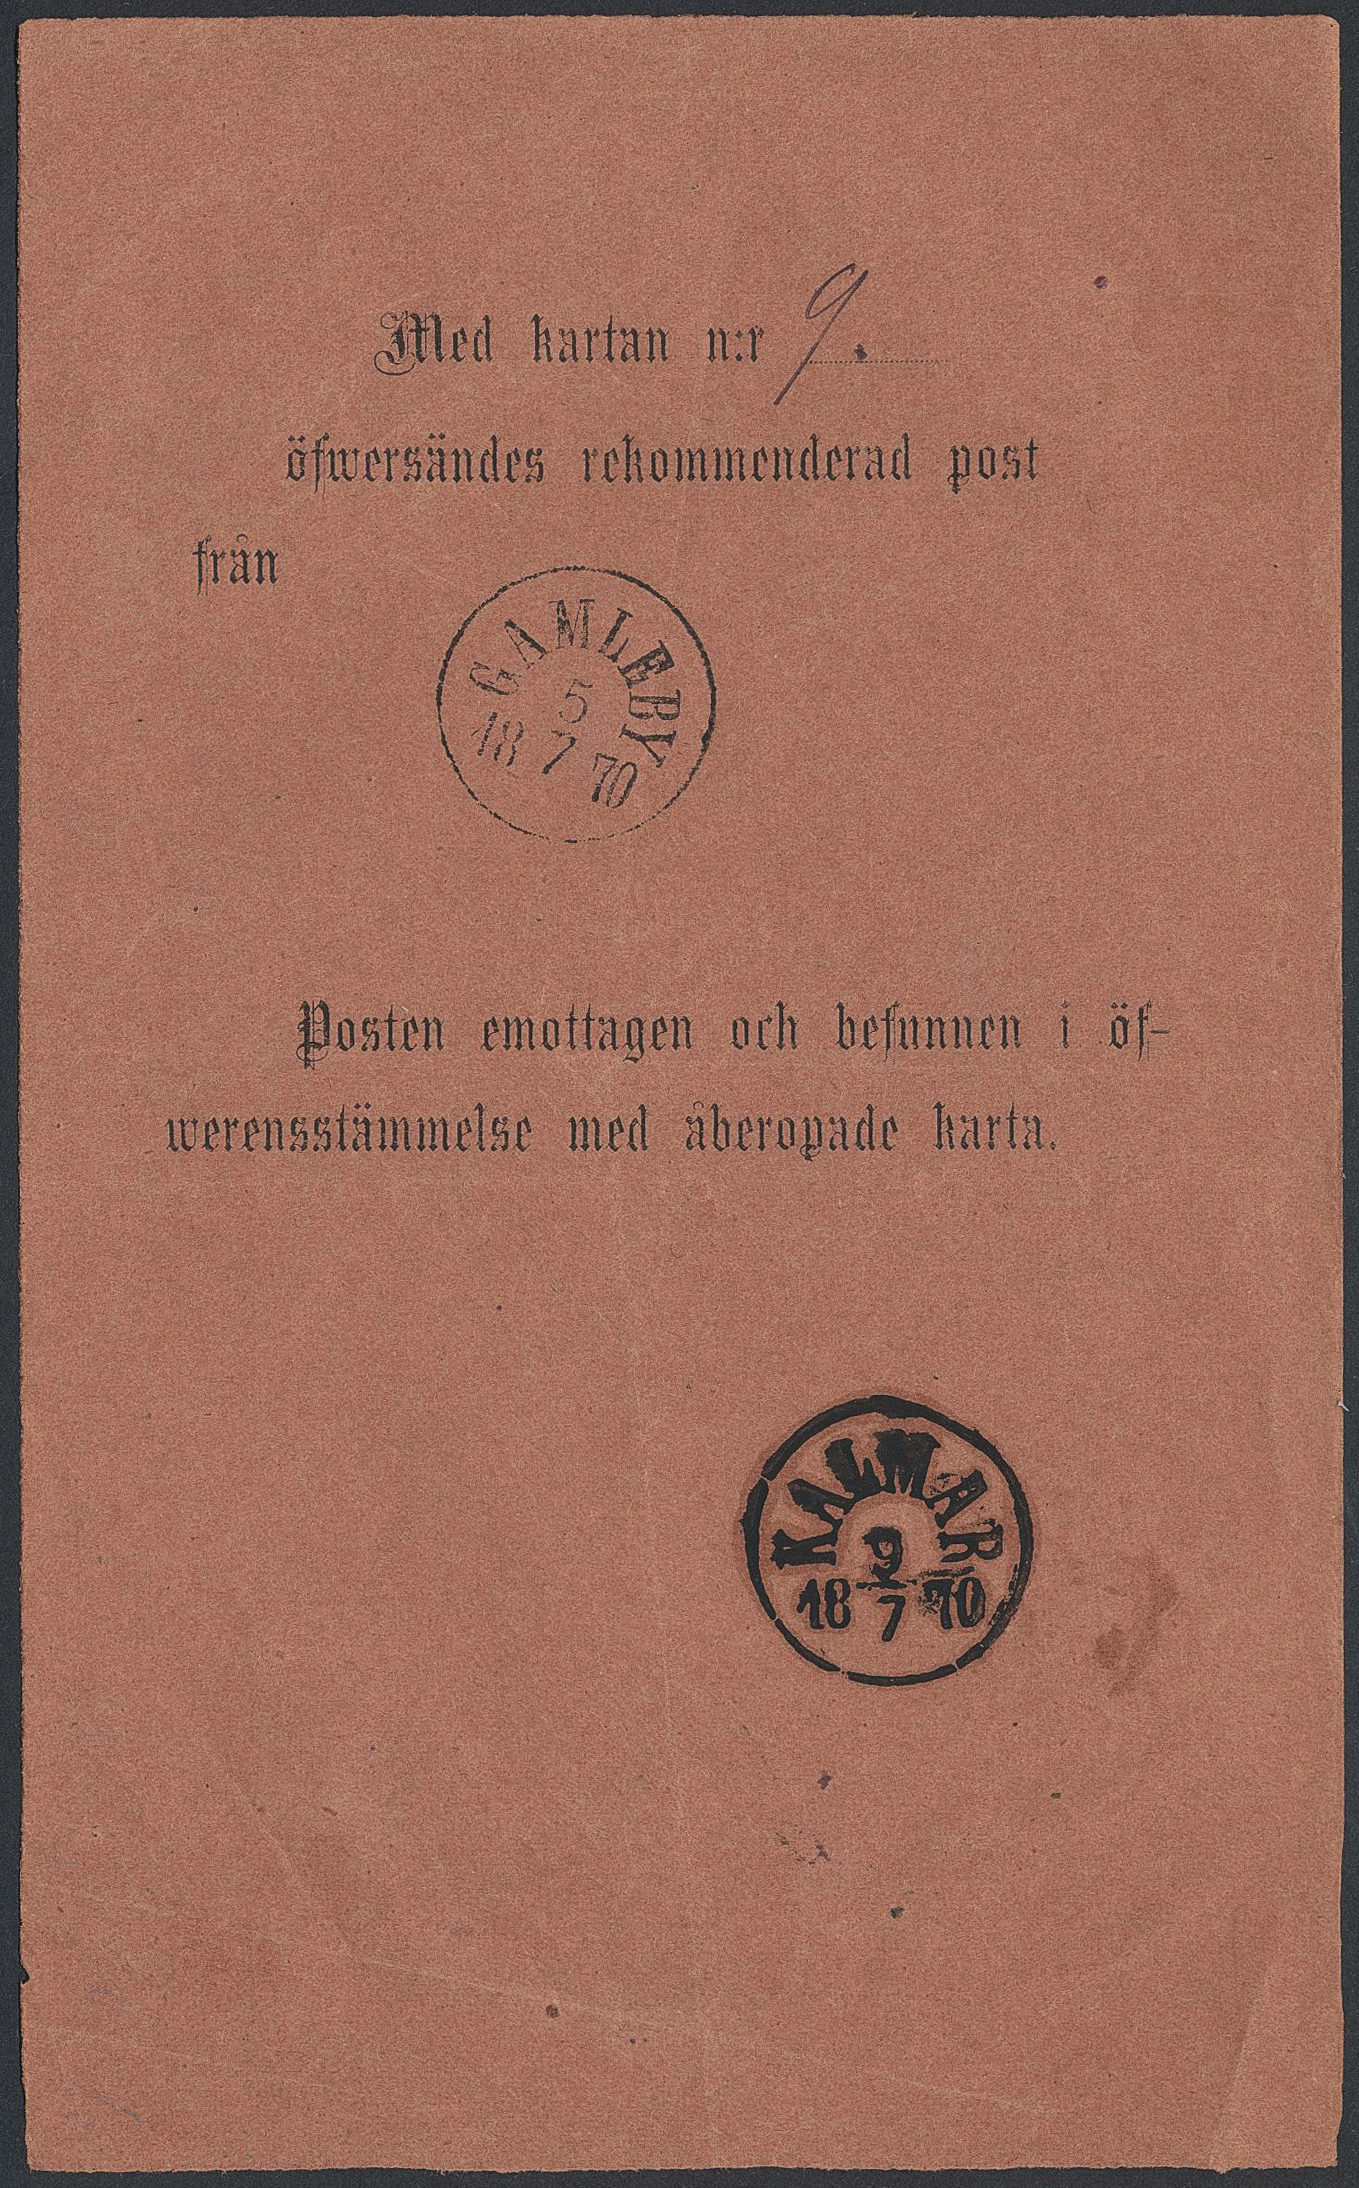 Med kartan n:r 9.
öfwersändes rekommenderad post
från
GAMLEBY
5
18 7 70
Posten emottagen och befunnen i öf-
werensstämmelse med åberopade karta.
KALMAR
9
18 7 70